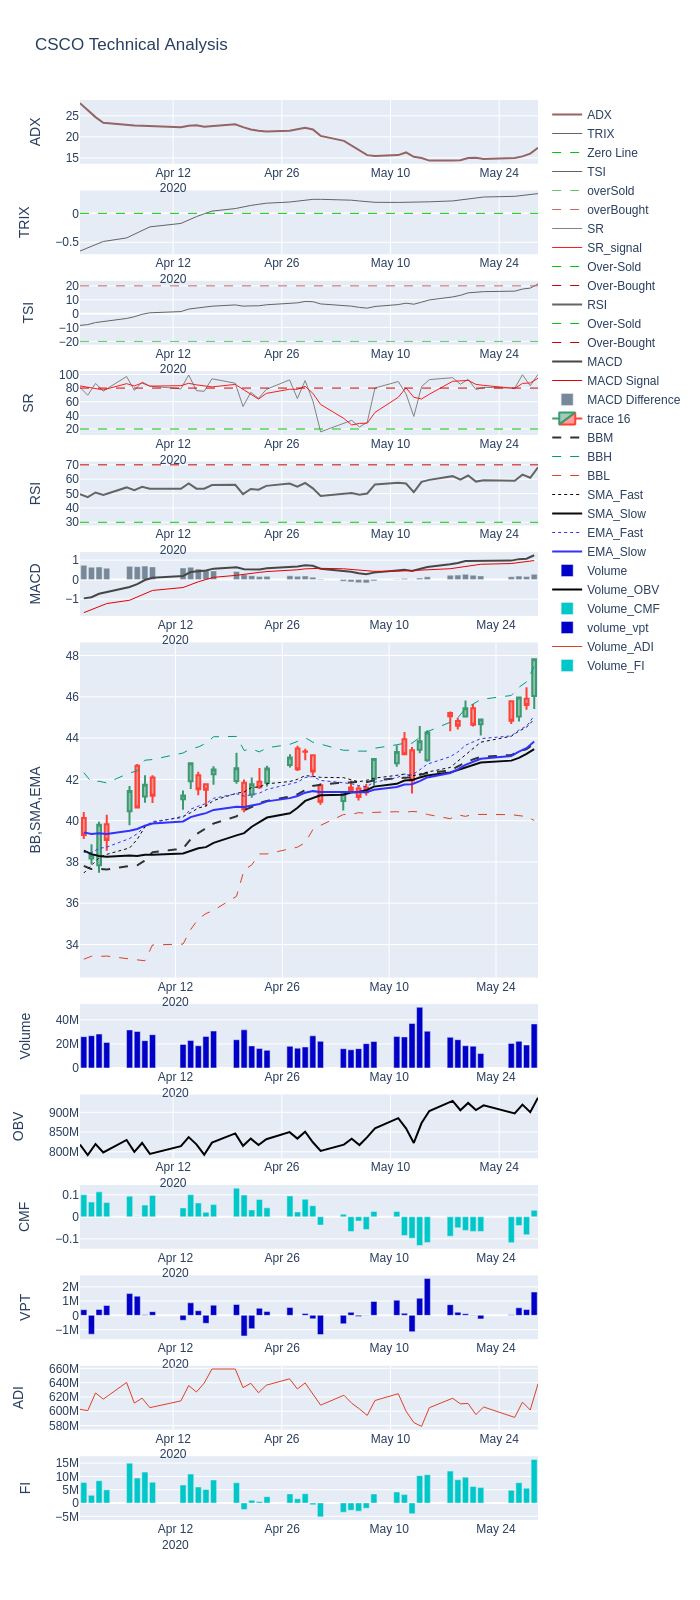 CSCO Technical Analysis
ADX
25
20
15
Apr 12
2020
Apr 26
May 10
May 24
TRIX
0
−0.5
Apr 12
2020
Apr 26
May 10
May 24
TSI
20
10
0
−10
−20
Apr 12
2020
Apr 26
May 10
May 24
SR
100
80
60
40
20
Apr 12
2020
Apr 26
May 10
May 24
RSI
70
60
50
40
30
Apr 12
2020
Apr 26
May 10
May 24
MACD
1
0
−1
Apr 12
2020
Apr 26
May 10
May 24
BB,SMA,EMA
48
46
44
42
40
38
36
34
Apr 12
2020
Apr 26
May 10
May 24
Volume
40M
20M
0
Apr 12
2020
Apr 26
May 10
May 24
OBV
900M
850M
800M
Apr 12
2020
Apr 26
May 10
May 24
CMF
0.1
0
−0.1
Apr 12
2020
Apr 26
May 10
May 24
VPT
2M
1M
0
−1M
Apr 12
2020
Apr 26
May 10
May 24
ADI
660M
640M
620M
600M
580M
Apr 12
2020
Apr 26
May 10
May 24
FI
15M
10M
5M
0
−5M
Apr 12
2020
Apr 26
May 10
May 24
ADX
TRIX
Zero Line
TSI
overSold
overBought
SR
SR_signal
Over-Sold
Over-Bought
RSI
Over-Sold
Over-Bought
MACD
MACD Signal
MACD Difference
trace 16
BBM
BBH
BBL
SMA_Fast
SMA_Slow
EMA_Fast
EMA_Slow
Volume
Volume_OBV
Volume_CMF
volume_vpt
Volume_ADI
Volume_FI